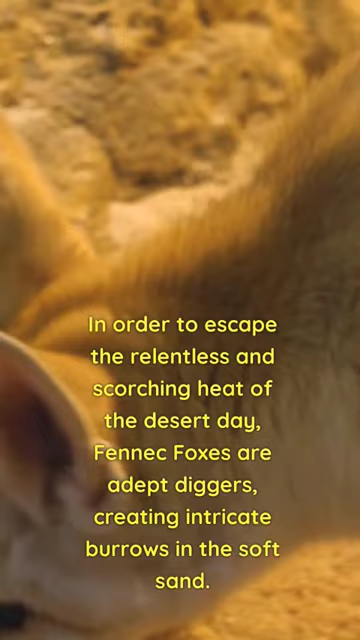 In order to escape
the relentless and
scorching heat of
the desert day,
Fennec Foxes are
adept diggers,
creating intricate
burrows in the soft
sand.